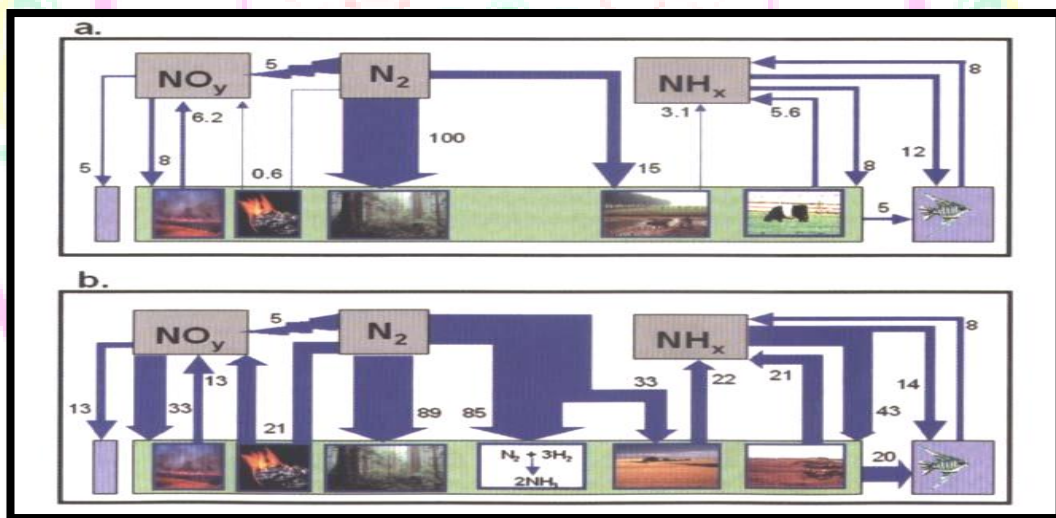 a.
5
NOy N2 NHx 8
6.2 3.1 5.6
100
5 8 0.6 15 8 12
5
b.
5
NOy N2 NHx 8
13 33 22 21
13 33 21 89 85 43 14
N2 + 3H2 20
2NH3